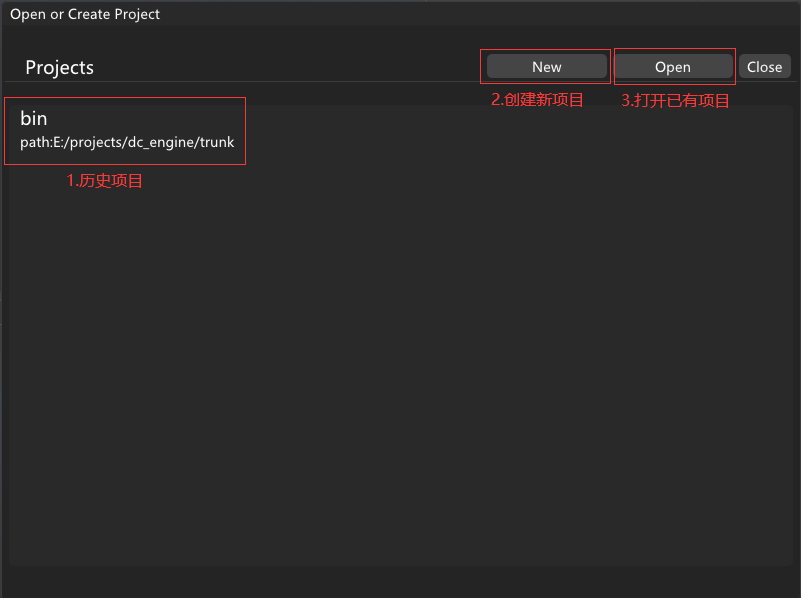 Open or Create Project
Projects
New
Open
Close
2.创建新项目
3.打开已有项目
bin
path:E:/projects/dc_engine/trunk
1.历史项目